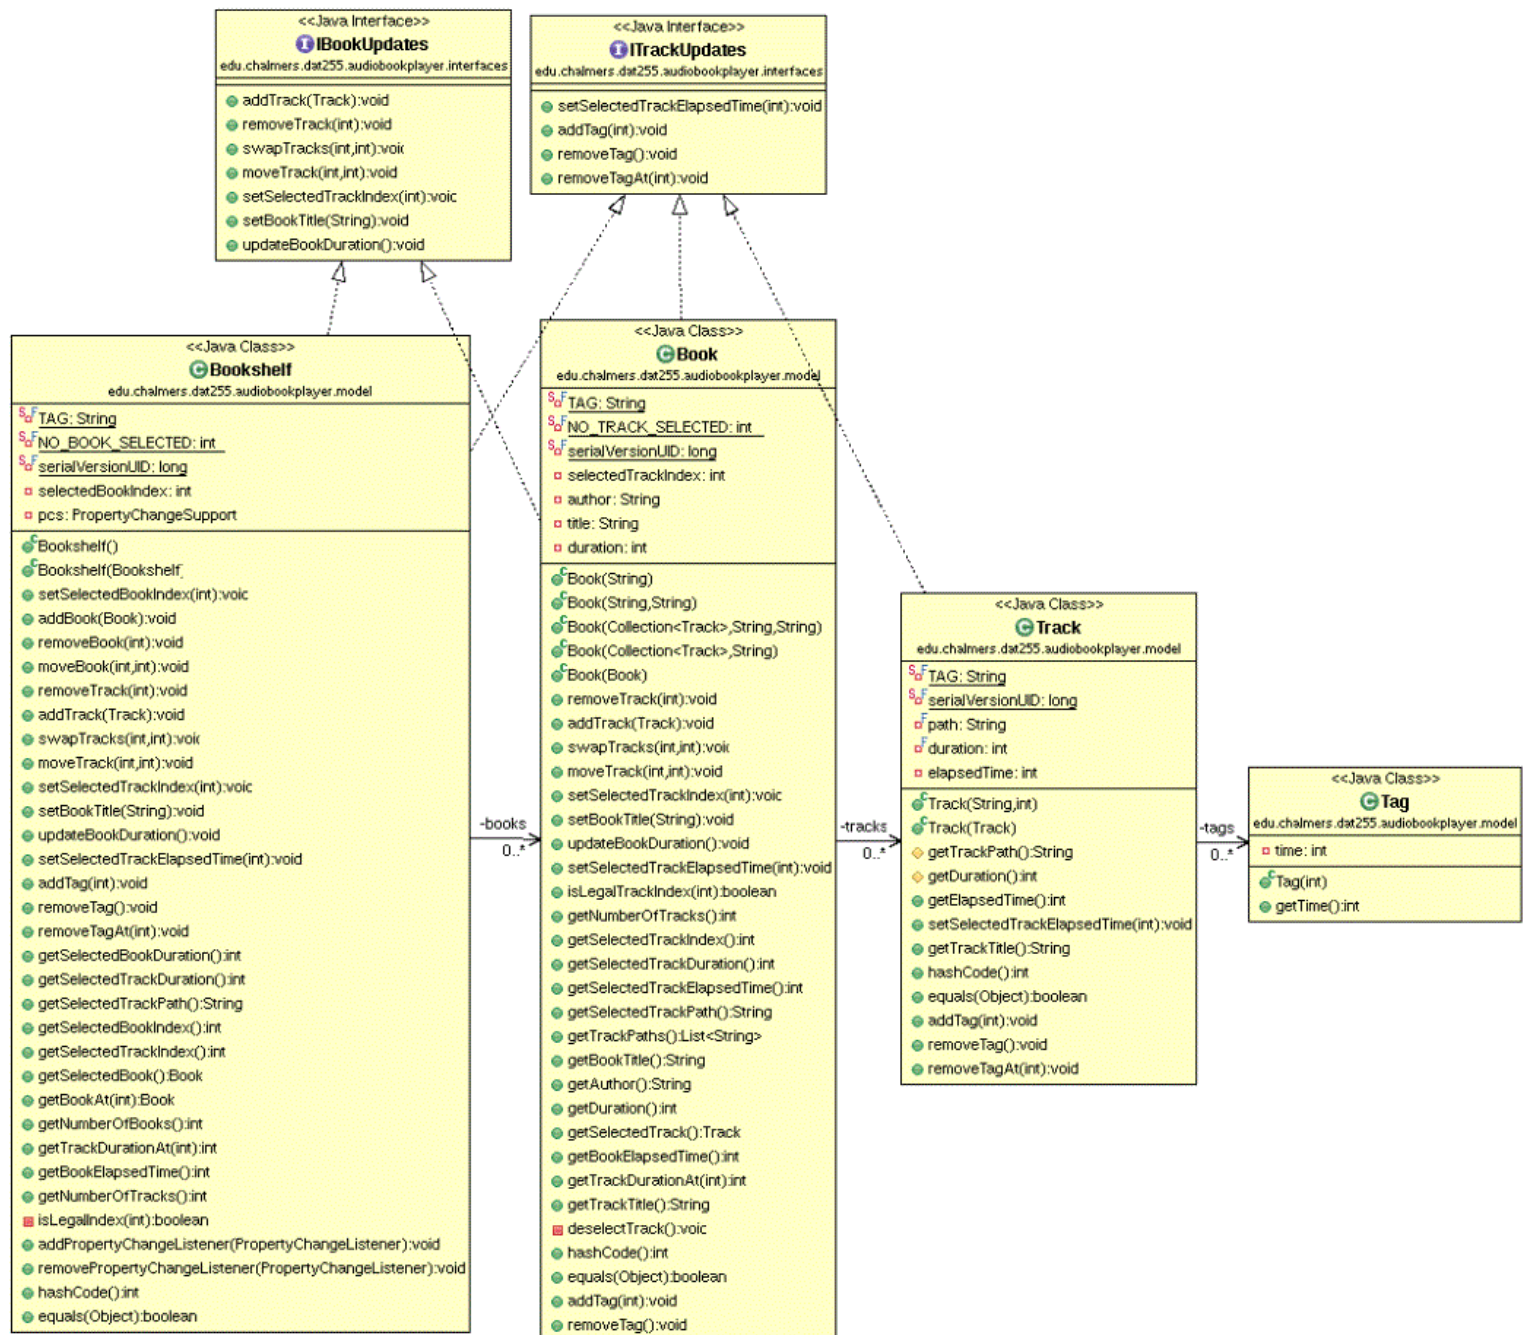 <<Java Interface>>
IBookUpdates
edu.chalmers.dat255.audiobookplayer.interfaces
addTrack(Track):void
removeTrack(int):void
swapTracks(int,int):voic
moveTrack(int,int):void
setSelectedTrackIndex(int):voic
setBookTitle(String):void
updateBookDuration():void
<<Java Interface>>
ITrackUpdates
edu.chalmers.dat255.audiobookplayer.interfaces
setSelectedTrackElapsedTime(int):void
addTag(int):void
removeTag():void
removeTagAt(int):void
<<Java Class>>
Bookshelf
edu.chalmers.dat255.audiobookplayer.model
TAG: String
NO_BOOK_SELECTED: int
serialVersionUID: long
selectedBookIndex: int
pcs: PropertyChangeSupport
Bookshelf()
Bookshelf(Bookshelf
setSelectedBookIndex(int):voic
addBook(Book):void
removeBook(int):void
moveBook(int,int):void
removeTrack(int):void
addTrack(Track):void
swapTracks(int,int):voic
moveTrack(int,int):void
setSelectedTrackIndex(int):voic
setBookTitle(String):void
updateBookDuration():void
setSelectedTrackElapsedTime(int):void
addTag(int):void
removeTag():void
removeTagAt(int):void
getSelectedBookDuration():int
getSelectedTrackDuration():int
getSelectedTrackPath():String
getSelectedBookIndex():int
getSelectedTrackIndex():int
getSelectedBook():Book
getBookAt(int):Book
getNumberOfBooks():int
getTrackDurationAt(int):int
getBookElapsedTime():int
getNumberOfTracks():int
isLegalIndex(int):boolean
addPropertyChangeListener(PropertyChangeListener):void
removePropertyChangeListener(PropertyChangeListener):void
hashCode():int
equals(Object):boolean
-books
0..*
<<Java Class>>
Book
edu.chalmers.dat255.audiobookplayer.model
TAG: String
NO_TRACK_SELECTED: int
serialVersionUID: long
selectedTrackIndex: int
author: String
title: String
duration: int
Book(String)
Book(String,String)
Book(Collection<Track>,String,String)
Book(Collection<Track>,String)
Book(Book)
removeTrack(int):void
addTrack(Track):void
swapTracks(int,int):voic
moveTrack(int,int):void
setSelectedTrackIndex(int):voic
setBookTitle(String):void
updateBookDuration():void
setSelectedTrackElapsedTime(int):void
isLegalTrackIndex(int):boolean
getNumberOfTracks():int
getSelectedTrackIndex():int
getSelectedTrackDuration():int
getSelectedTrackElapsedTime():int
getSelectedTrackPath():String
getTrackPaths():List<String>
getBookTitle():String
getAuthor():String
getDuration():int
getSelectedTrack():Track
getBookElapsedTime():int
getTrackDurationAt(int):int
getTrackTitle():String
deselectTrack():voic
hashCode():int
equals(Object):boolean
addTag(int):void
removeTag():void
-tracks
0..*
<<Java Class>>
Track
edu.chalmers.dat255.audiobookplayer.model
TAG: String
serialVersionUID: long
path: String
duration: int
elapsedTime: int
Track(String,int)
Track(Track)
getTrackPath():String
getDuration():int
getElapsedTime():int
setSelectedTrackElapsedTime(int):void
getTrackTitle():String
hashCode():int
equals(Object):boolean
addTag(int):void
removeTag():void
removeTagAt(int):void
-tags
0..*
<<Java Class>>
Tag
edu.chalmers.dat255.audiobookplayer.model
time: int
Tag(int)
getTime():int